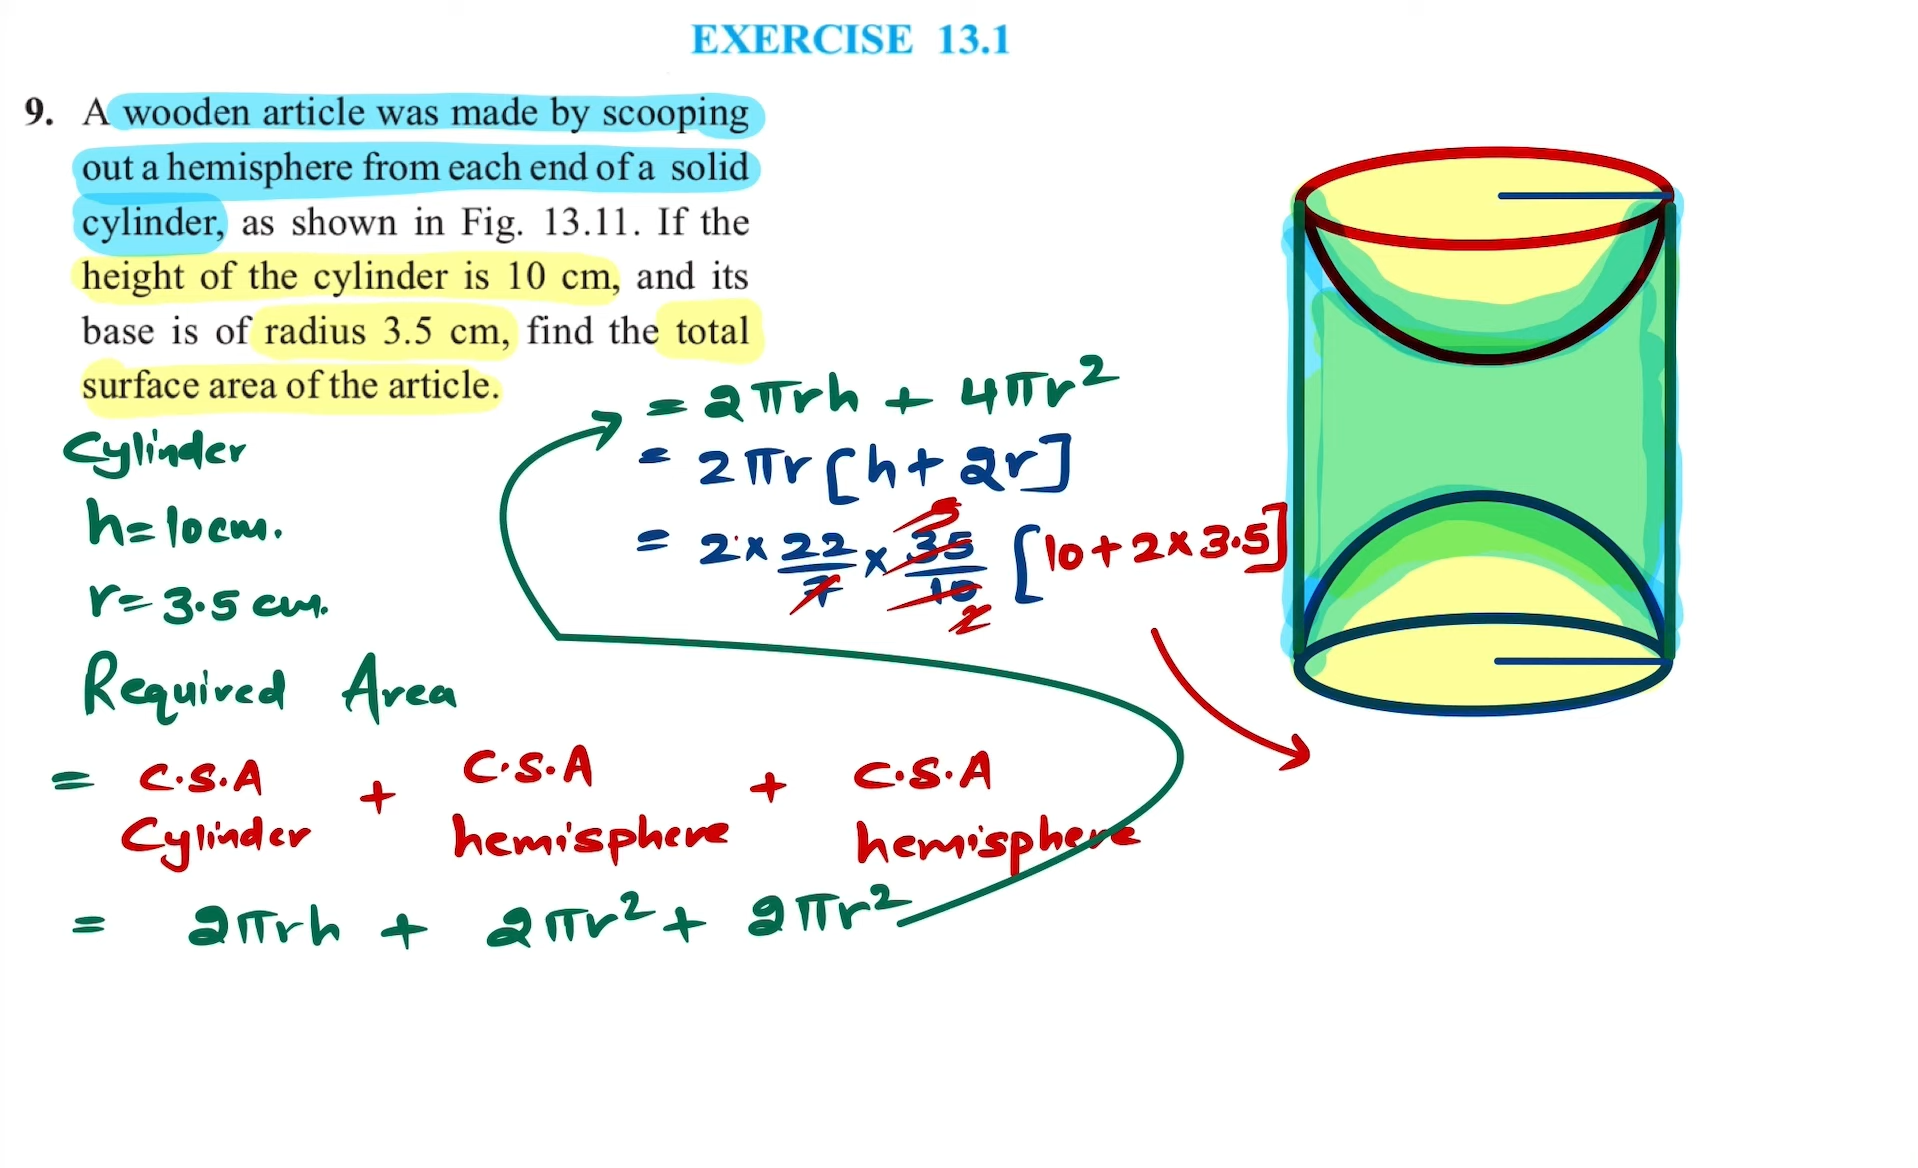 EXERCISE 13.1
9. A wooden article was made by scooping
out a hemisphere from each end of a solid
cylinder, as shown in Fig. 13.11. If the
height of the cylinder is 10 cm, and its
base is of radius 3.5 cm, find the total
surface area of the article.
Cylinder
h=10cm.
r=3.5 cm.
Required Area
= C.S.A Cylinder + C.S.A hemisphere + C.S.A hemisphere
= 2πrh + 2πr² + 2πr²
= 2πrh + 4πr²
= 2πr[h+2r]
= 2×22/7×35/10 5 2 [10+2×3.5]